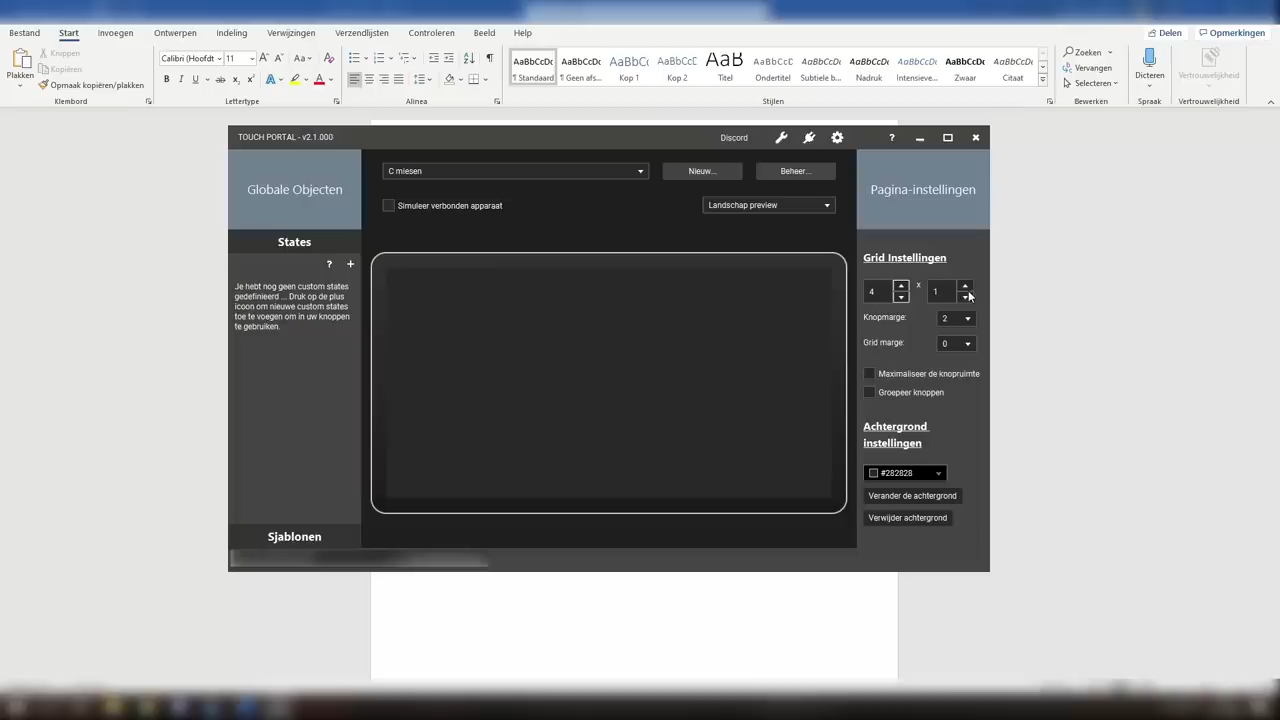 Bestand Start Invoegen Ontwerpen Indeling Verwijzingen Verzendlijsten Controleren Beeld Help Delen Opmerkingen
Plakken
Knippen
Kopiëren
Opmaak kopiëren/plakken
Klembord
Calibri (Hoofdt 11
Lettertype
Alinea
AaBbCcDc AaBbCcDc AaBbCc AaBbCcC AaB AaBbCcC AaBbCcDc AaBbCcDc AaBbCcDc AaBbCcDc AaBbCcDc
¶ Standaard ¶ Geen afs... Kop 1 Kop 2 Titel Ondertitel Subtiele b... Nadruk Intensieve... Zwaar Citaat
Stijlen
Zoeken
Vervangen
Selecteren
Bewerken
Dicteren
Spraak
Vertrouwelijkheid
Vertrouwelijkheid
TOUCH PORTAL - v2.1.000
Discord
Globale Objecten
States
? +
Je hebt nog geen custom states
gedefinieerd ... Druk op de plus
icoon om nieuwe custom states
toe te voegen om in uw knoppen
te gebruiken.
Sjablonen
C miesen
Nieuw...
Beheer...
Simuleer verbonden apparaat
Landschap preview
Pagina-instellingen
Grid Instellingen
4 x 1
Knopmarge: 2
Grid marge: 0
Maximaliseer de knopruimte
Groepeer knoppen
Achtergrond
instellingen
#282828
Verander de achtergrond
Verwijder achtergrond